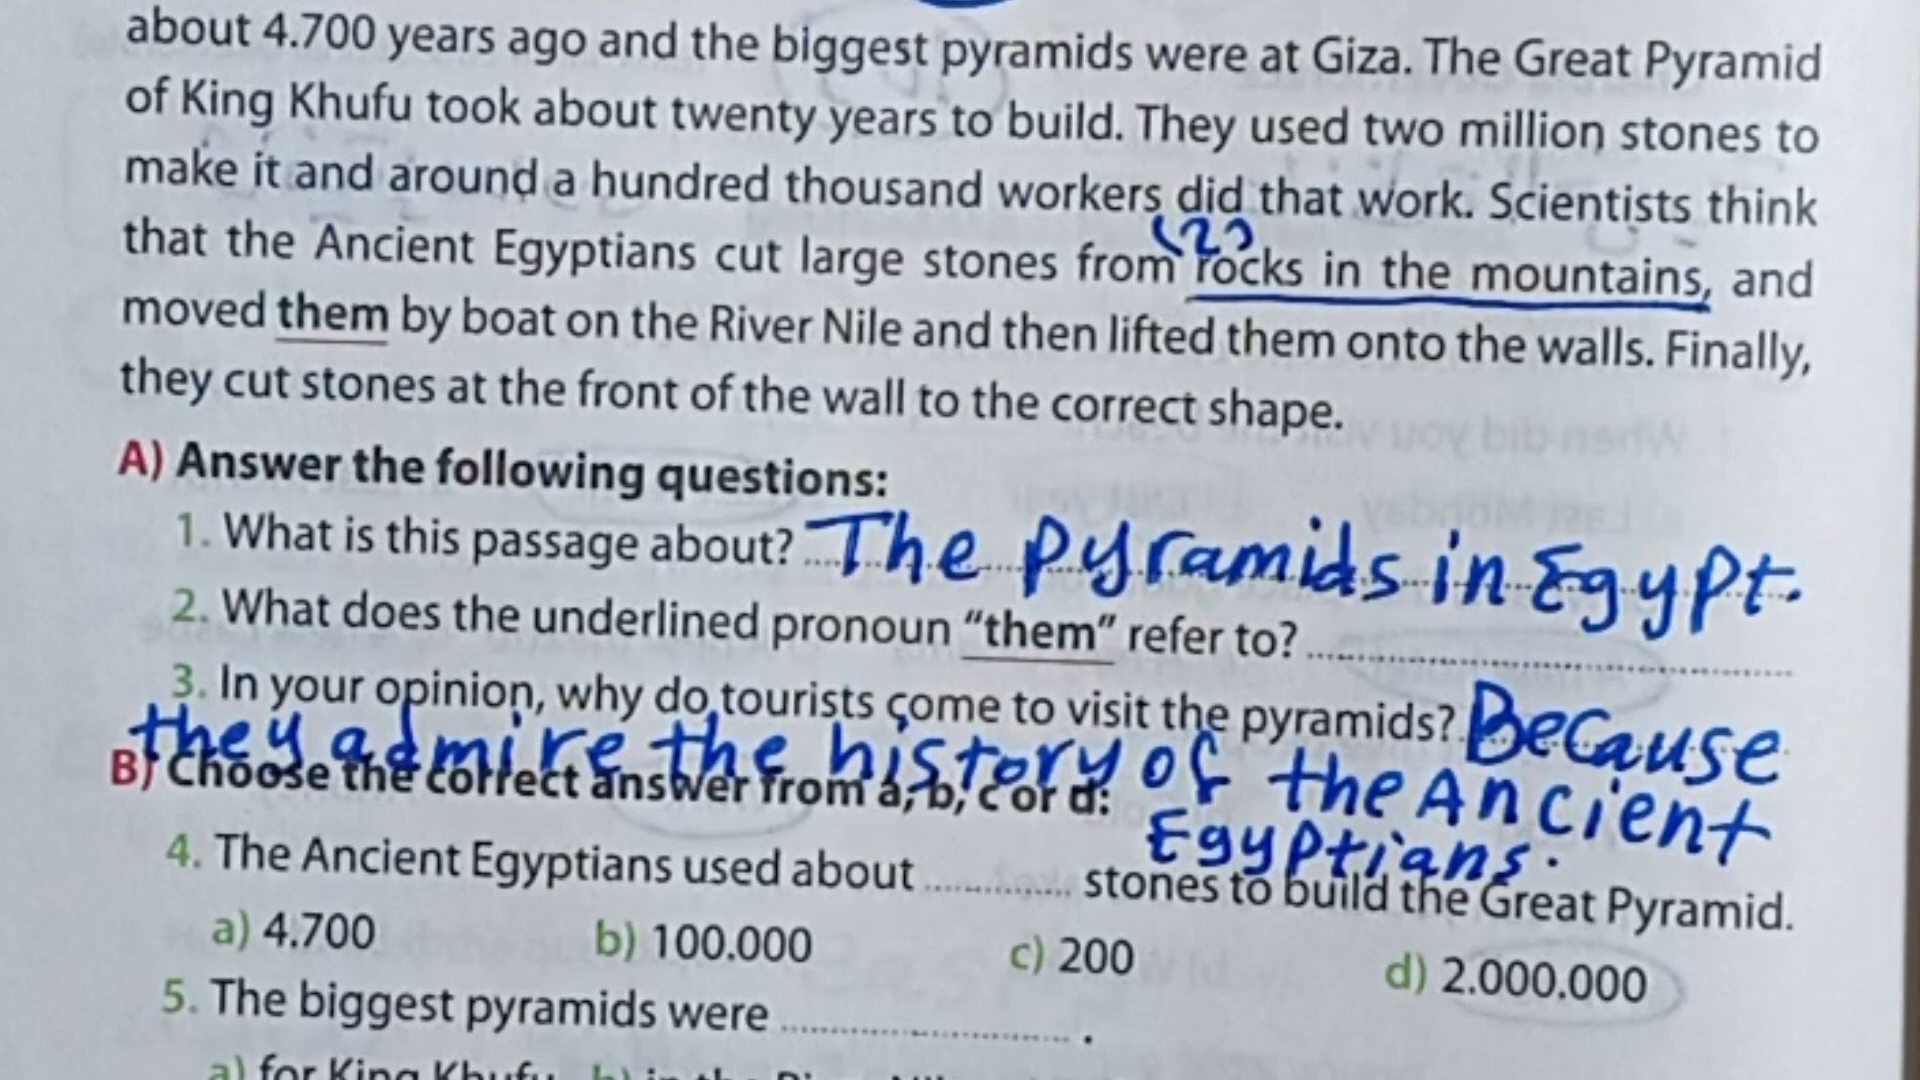 about 4.700 years ago and the biggest pyramids were at Giza. The Great Pyramid
of King Khufu took about twenty years to build. They used two million stones to
make it and around a hundred thousand workers did that work. Scientists think
(2)
that the Ancient Egyptians cut large stones from rocks in the mountains, and
moved them by boat on the River Nile and then lifted them onto the walls. Finally,
they cut stones at the front of the wall to the correct shape.
A) Answer the following questions:
1. What is this passage about? The pyramids in Egypt.
2. What does the underlined pronoun "them" refer to?
3. In your opinion, why do tourists come to visit the pyramids? Because
they admire the history of the Ancient
Egyptians.
B) Choose the correct answer from a, b, c or d:
4. The Ancient Egyptians used about ............. stones to build the Great Pyramid.
a) 4.700 b) 100.000 c) 200 d) 2.000.000
5. The biggest pyramids were ............................ .
a) for King Khufu b) in the